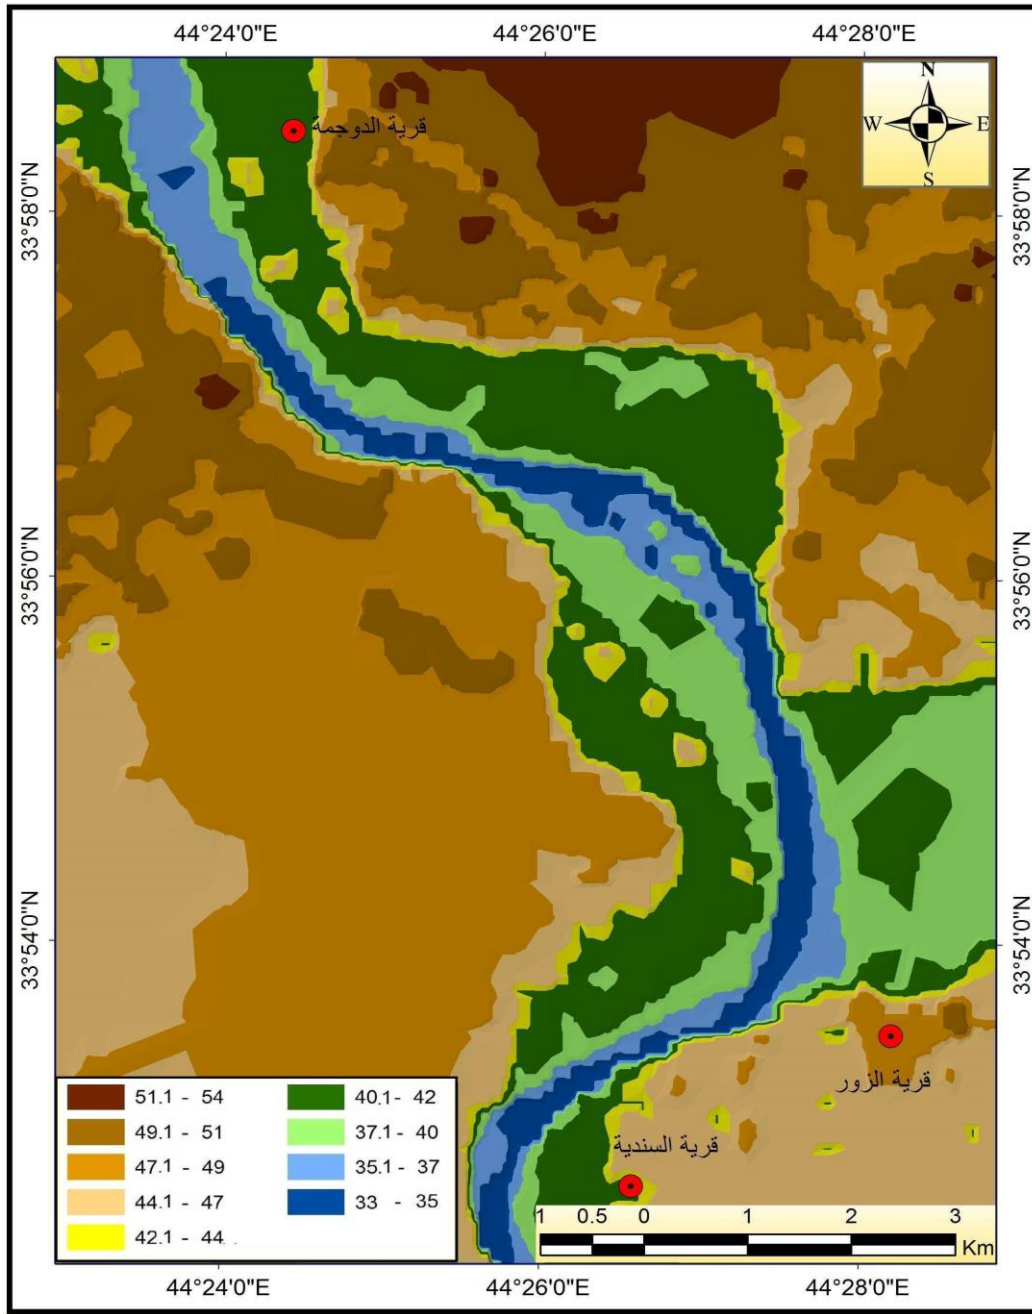 44°24'0"E 44°26'0"E 44°28'0"E
N
W E
S
قرية الدوجمة
33°58'0"N 33°58'0"N
33°56'0"N 33°56'0"N
33°54'0"N 33°54'0"N
قرية الزور
قرية السندية
51.1 - 54 40.1 - 42
49.1 - 51 37.1 - 40
47.1 - 49 35.1 - 37
44.1 - 47 33 - 35
42.1 - 44
1 0.5 0 1 2 3
Km
44°24'0"E 44°26'0"E 44°28'0"E